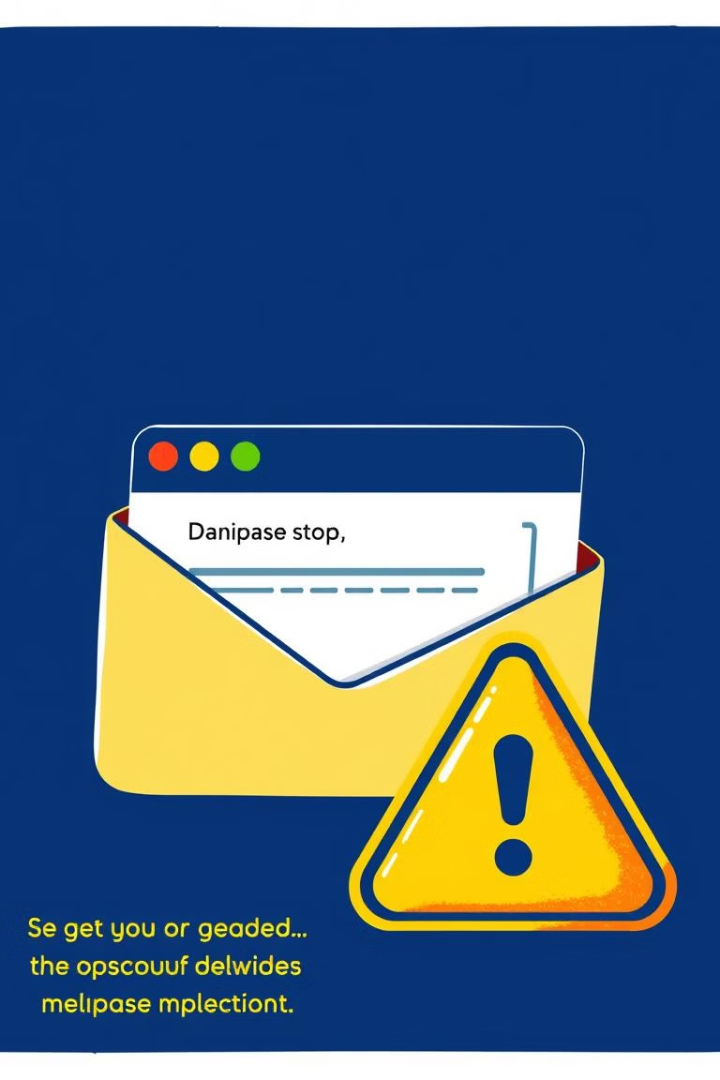 Danipase stop,
Se get you or geaded...
the opscouuf delwides
melıpase mplectiont.